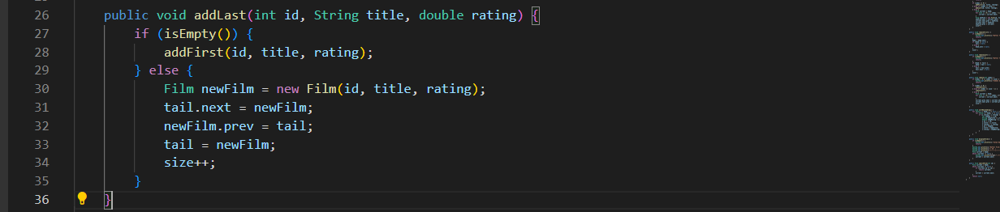 26 public void addLast(int id, String title, double rating) {
27 if (isEmpty()) {
28 addFirst(id, title, rating);
29 } else {
30 Film newFilm = new Film(id, title, rating);
31 tail.next = newFilm;
32 newFilm.prev = tail;
33 tail = newFilm;
34 size++;
35 }
36 }